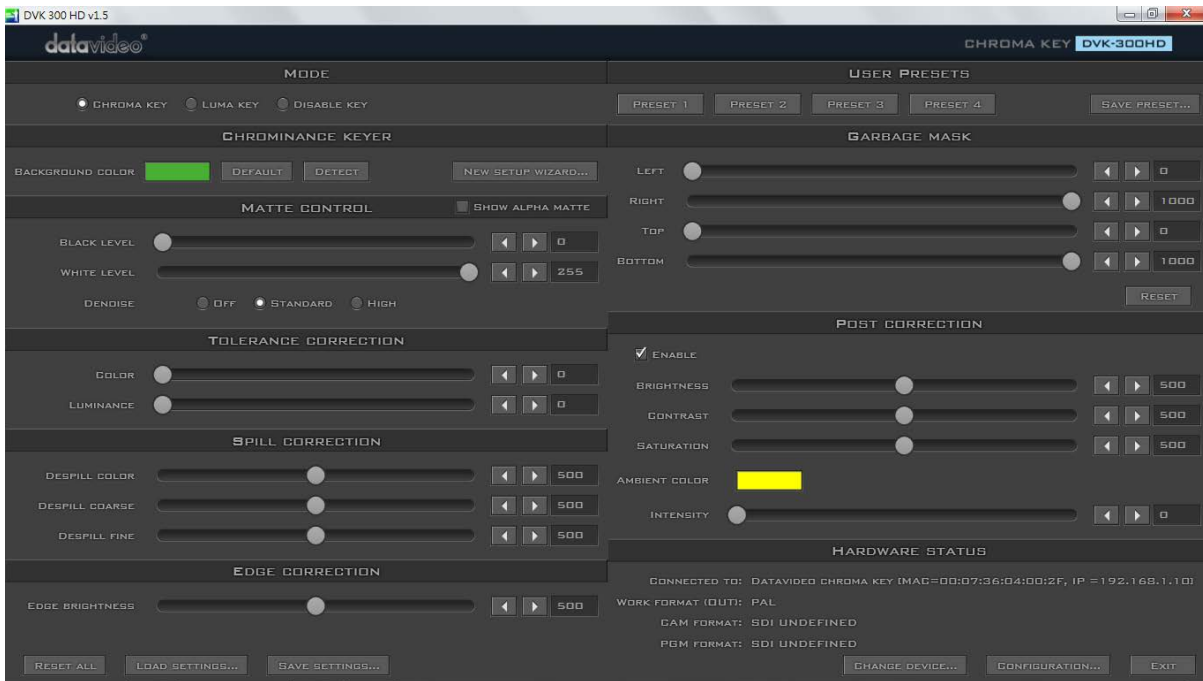 DVK 300 HD v1.5
datavideo®
CHROMA KEY DVK-300HD
MODE
CHROMA KEY LUMA KEY DISABLE KEY
CHROMINANCE KEYER
BACKGROUND COLOR DEFAULT DETECT NEW SETUP WIZARD...
MATTE CONTROL SHOW ALPHA MATTE
BLACK LEVEL 0
WHITE LEVEL 255
DENOISE OFF STANDARD HIGH
TOLERANCE CORRECTION
COLOR 0
LUMINANCE 0
SPILL CORRECTION
DESPILL COLOR 500
DESPILL COARSE 500
DESPILL FINE 500
EDGE CORRECTION
EDGE BRIGHTNESS 500
RESET ALL LOAD SETTINGS... SAVE SETTINGS...
USER PRESETS
PRESET 1 PRESET 2 PRESET 3 PRESET 4 SAVE PRESET...
GARBAGE MASK
LEFT 0
RIGHT 1000
TOP 0
BOTTOM 1000
RESET
POST CORRECTION
ENABLE
BRIGHTNESS 500
CONTRAST 500
SATURATION 500
AMBIENT COLOR
INTENSITY 0
HARDWARE STATUS
CONNECTED TO: DATAVIDEO CHROMA KEY (MAC=00:07:36:04:00:2F, IP =192.168.1.10)
WORK FORMAT (OUT): PAL
CAM FORMAT: SDI UNDEFINED
PGM FORMAT: SDI UNDEFINED
CHANGE DEVICE... CONFIGURATION... EXIT